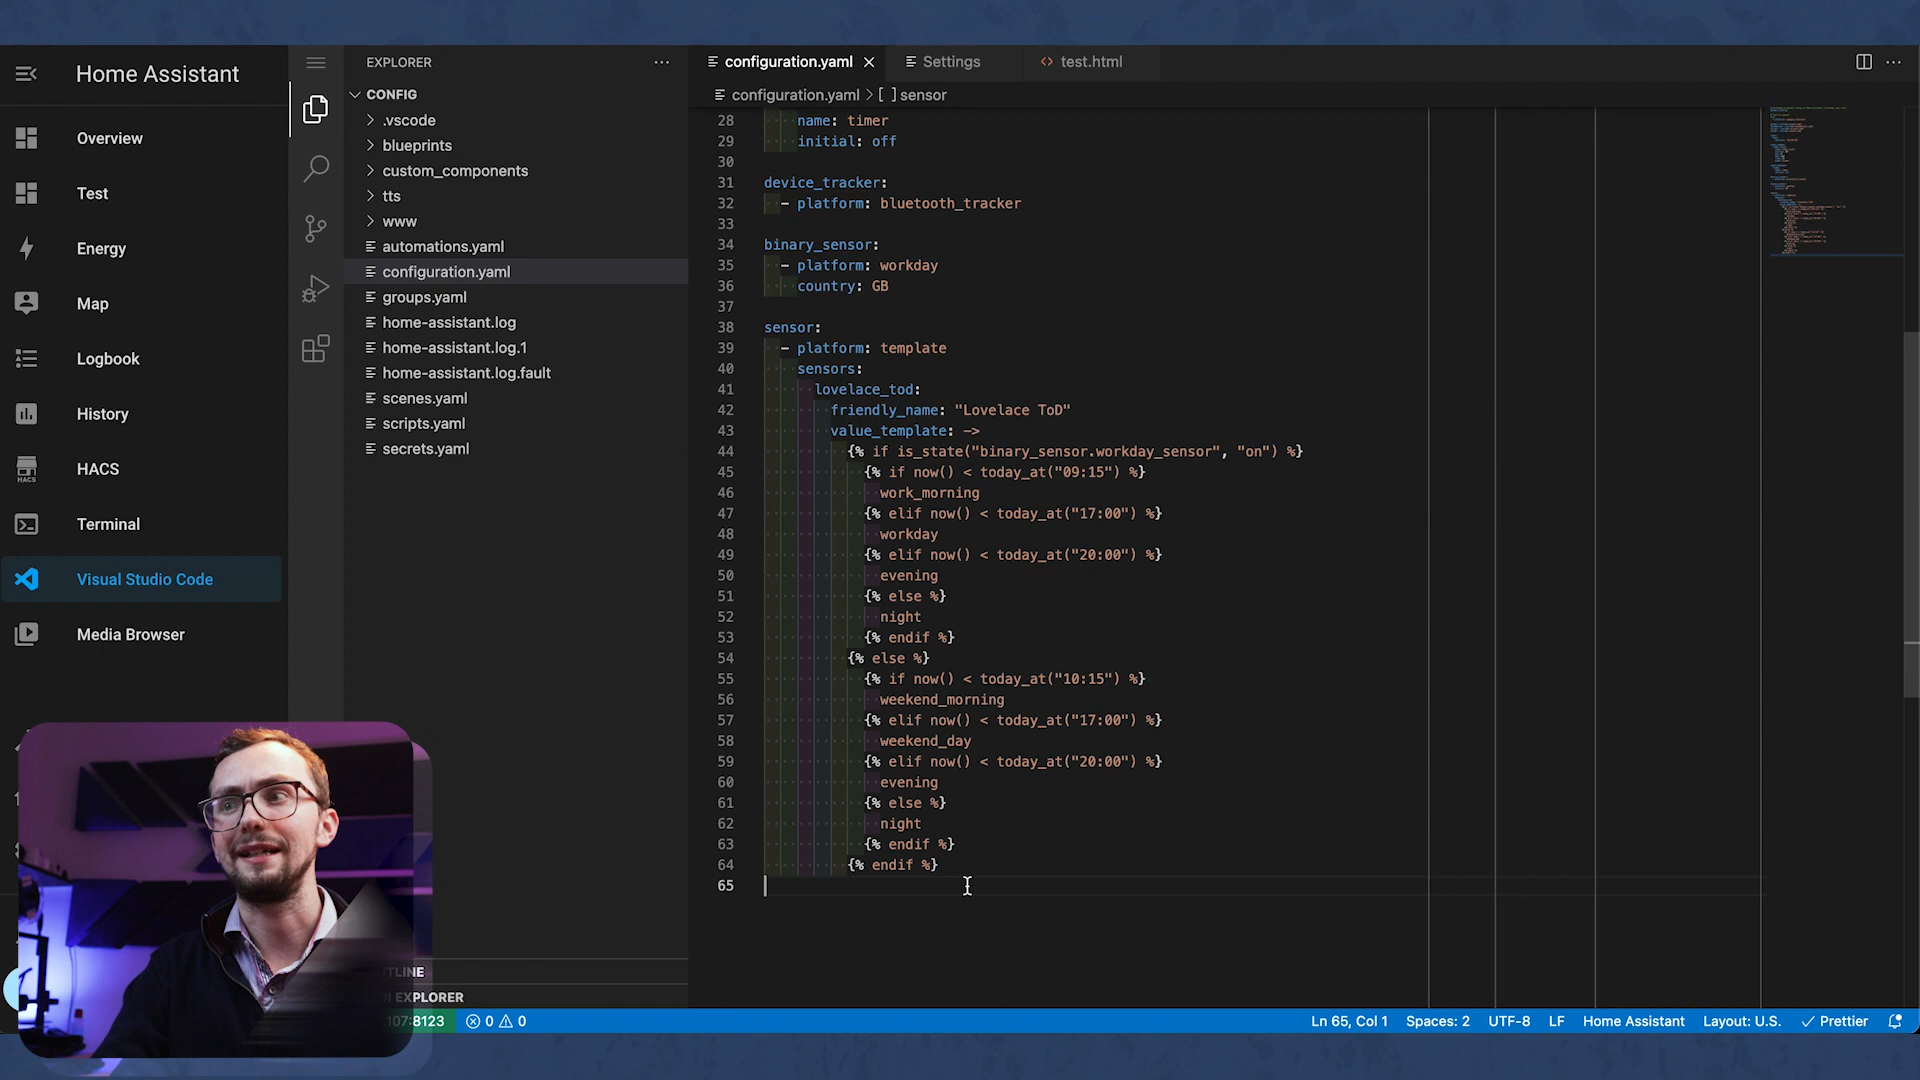 Home Assistant
Overview
Test
Energy
Map
Logbook
History
HACS
HACS
Terminal
Visual Studio Code
Media Browser
EXPLORER
CONFIG
.vscode
blueprints
custom_components
tts
www
automations.yaml
configuration.yaml
groups.yaml
home-assistant.log
home-assistant.log.1
home-assistant.log.fault
scenes.yaml
scripts.yaml
secrets.yaml
TLINE
EXPLORER
configuration.yaml
Settings
test.html
configuration.yaml > [ ] sensor
28 name: timer
29 initial: off
30
31 device_tracker:
32 - platform: bluetooth_tracker
33
34 binary_sensor:
35 - platform: workday
36 country: GB
37
38 sensor:
39 - platform: template
40 sensors:
41 lovelace_tod:
42 friendly_name: "Lovelace ToD"
43 value_template: ->
44 {% if is_state("binary_sensor.workday_sensor", "on") %}
45 {% if now() < today_at("09:15") %}
46 work_morning
47 {% elif now() < today_at("17:00") %}
48 workday
49 {% elif now() < today_at("20:00") %}
50 evening
51 {% else %}
52 night
53 {% endif %}
54 {% else %}
55 {% if now() < today_at("10:15") %}
56 weekend_morning
57 {% elif now() < today_at("17:00") %}
58 weekend_day
59 {% elif now() < today_at("20:00") %}
60 evening
61 {% else %}
62 night
63 {% endif %}
64 {% endif %}
65
107:8123 0 0 Ln 65, Col 1 Spaces: 2 UTF-8 LF Home Assistant Layout: U.S. Prettier